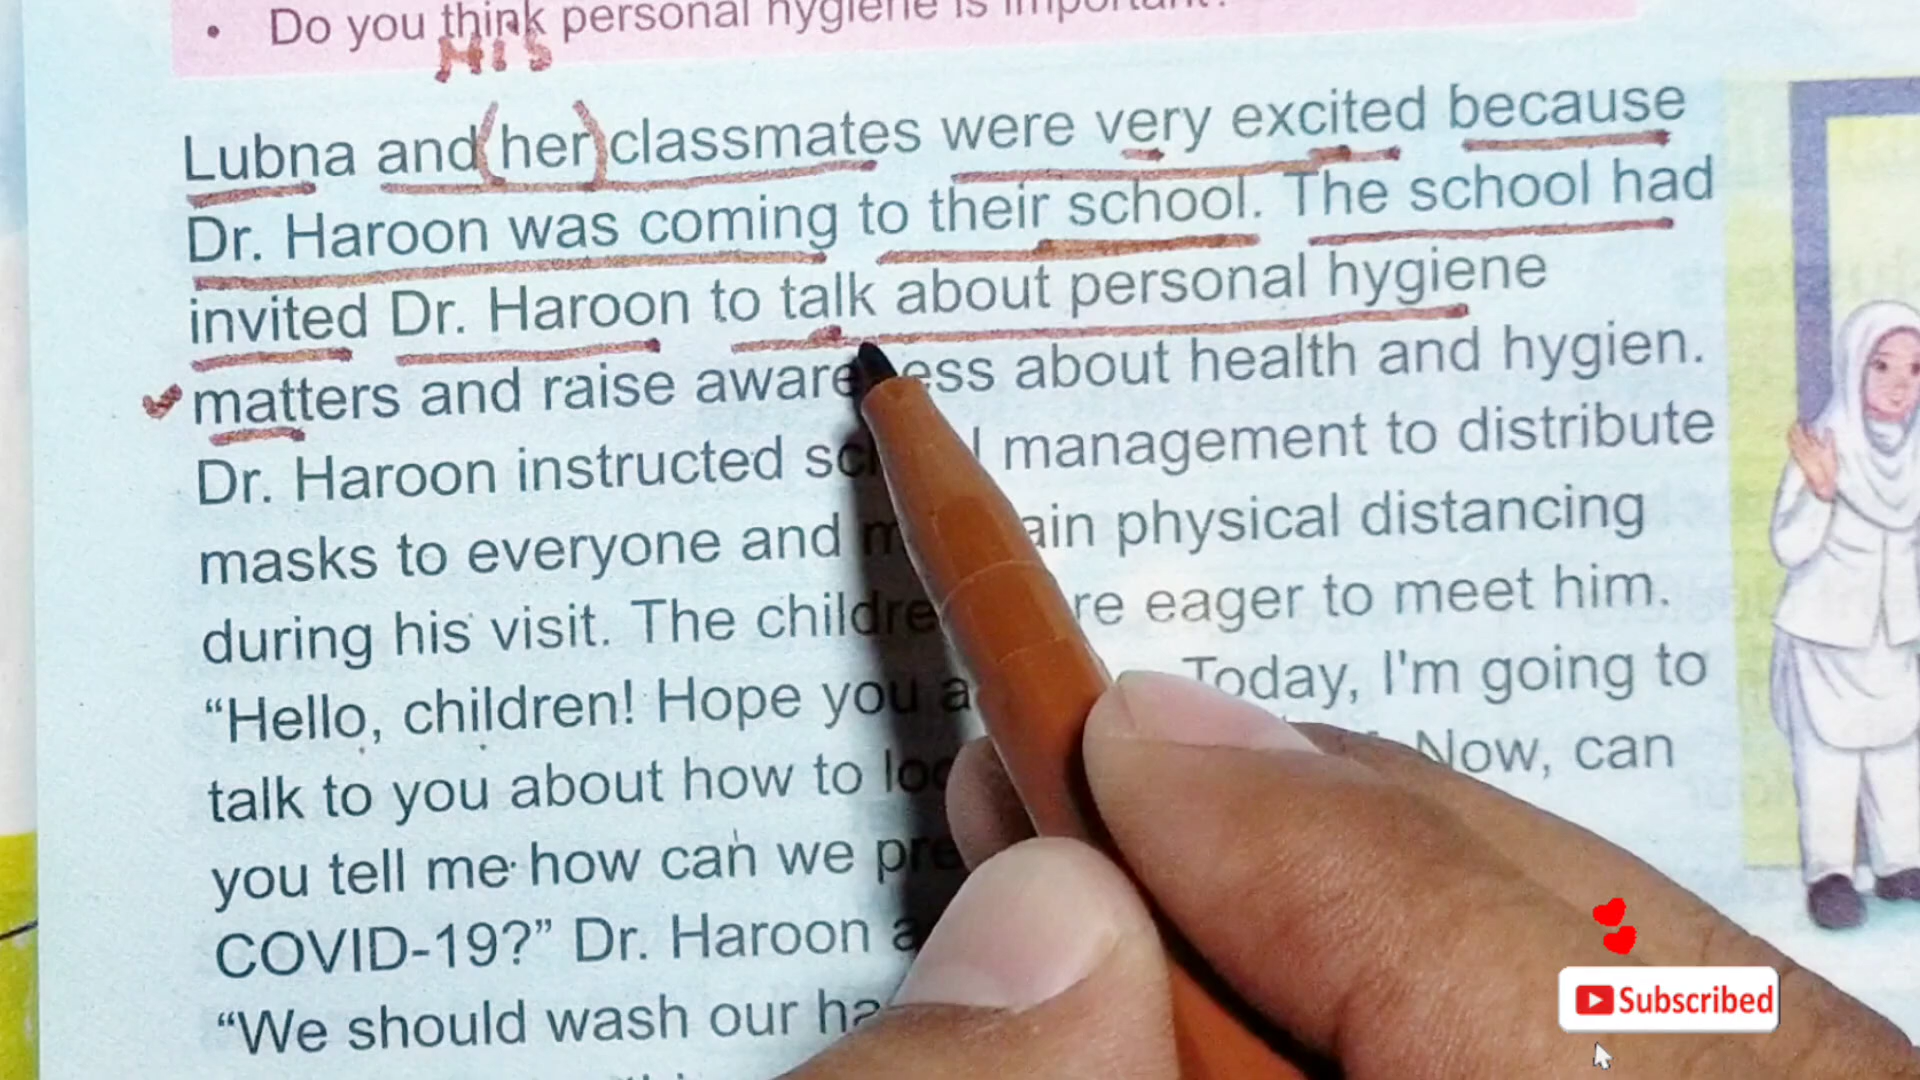 • Do you think personal hygiene is important?
HIS
Lubna and (her) classmates were very excited because
Dr. Haroon was coming to their school. The school had
invited Dr. Haroon to talk about personal hygiene
matters and raise awareness about health and hygien.
Dr. Haroon instructed management to distribute
masks to everyone and physical distancing
during his visit. The eager to meet him.
“Hello, children! Hope you Today, I'm going to
talk to you about how to Now, can
you tell me how can we
COVID-19?” Dr. Haroon
“We should wash our
Subscribed